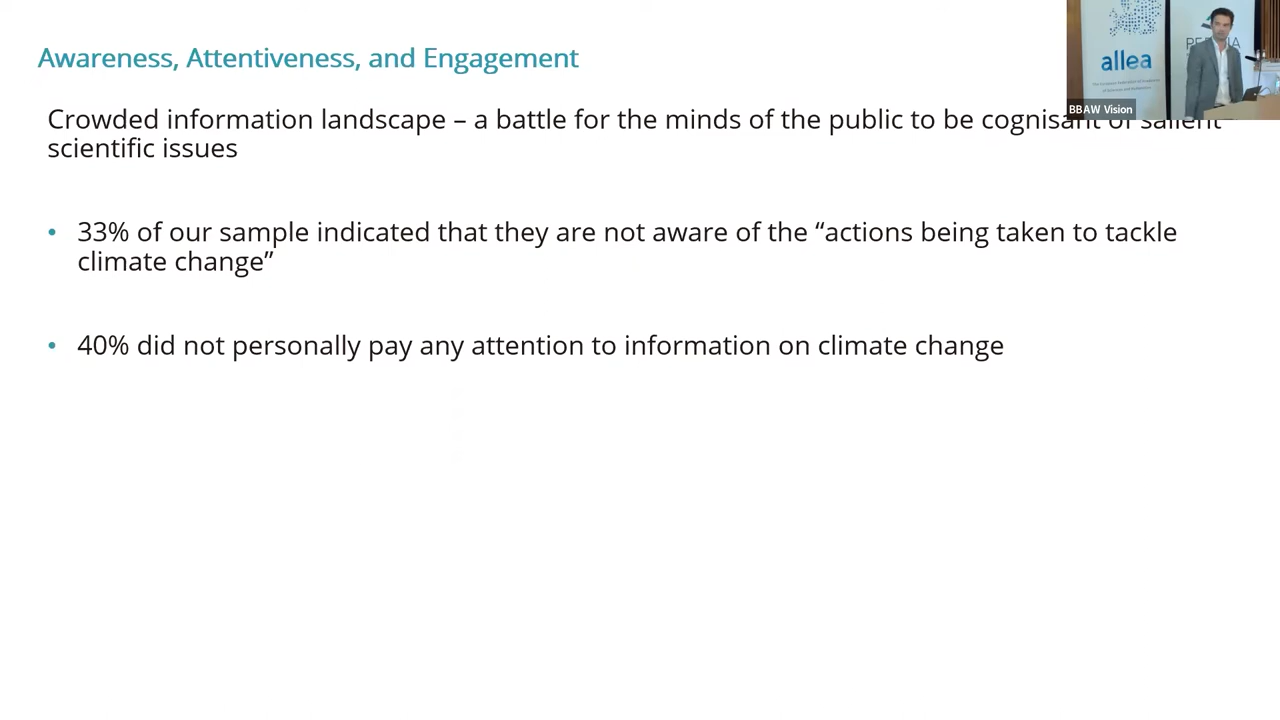 Awareness, Attentiveness, and Engagement
Crowded information landscape – a battle for the minds of the public to be cognisant of salient
scientific issues
• 33% of our sample indicated that they are not aware of the “actions being taken to tackle
climate change”
• 40% did not personally pay any attention to information on climate change
allea
BBAW Vision